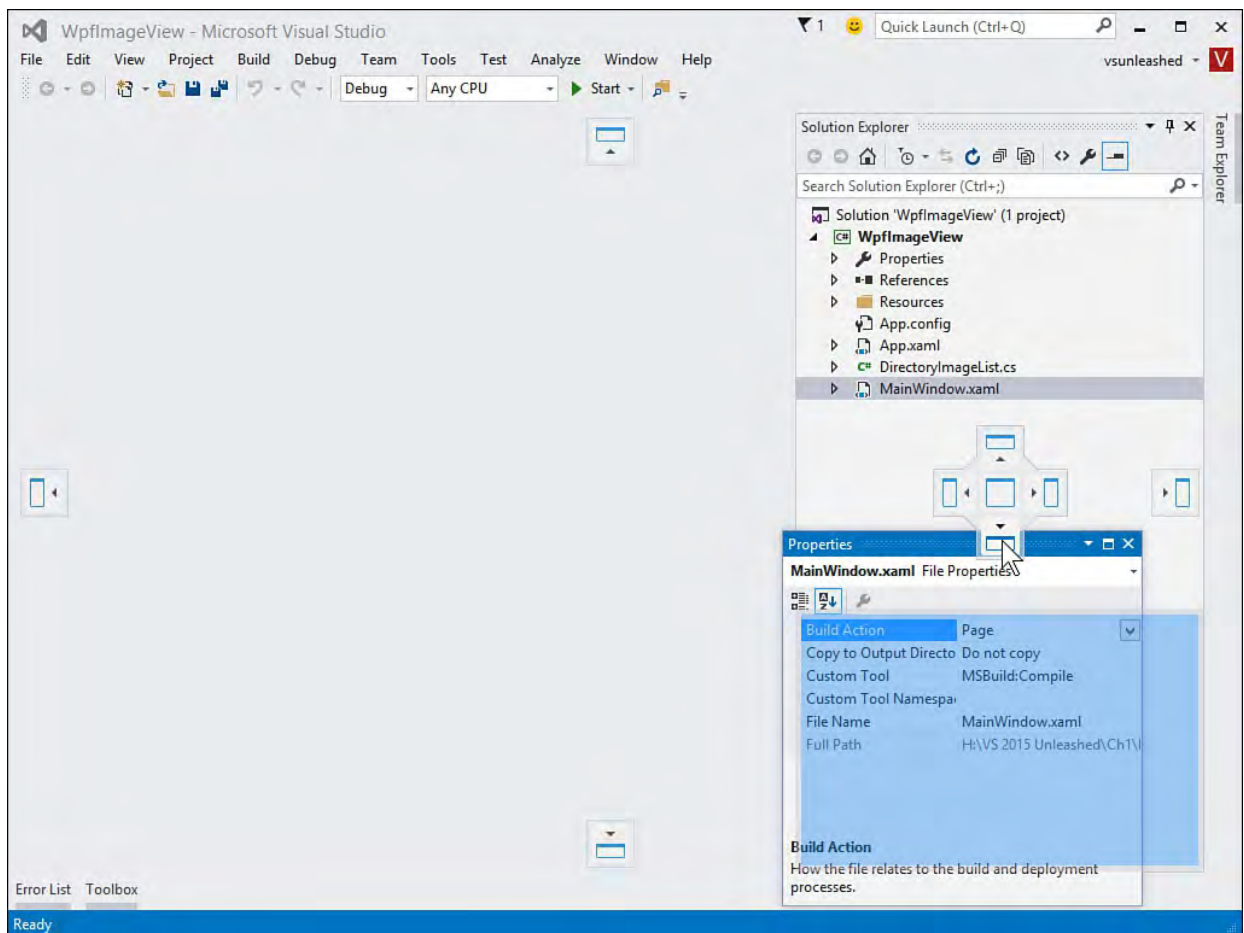 WpfImageView - Microsoft Visual Studio
1
Quick Launch (Ctrl+Q)
File Edit View Project Build Debug Team Tools Test Analyze Window Help
vsunleashed
V
Debug
Any CPU
Start
Solution Explorer
Team Explorer
Search Solution Explorer (Ctrl+;)
Solution 'WpfImageView' (1 project)
C# WpfImageView
Properties
References
Resources
App.config
App.xaml
C# DirectoryImageList.cs
MainWindow.xaml
Properties
MainWindow.xaml File Properties
Build Action Page
Copy to Output Directo Do not copy
Custom Tool MSBuild:Compile
Custom Tool Namespa
File Name MainWindow.xaml
Full Path H:\VS 2015 Unleashed\Ch1\
Build Action
How the file relates to the build and deployment
processes.
Error List Toolbox
Ready